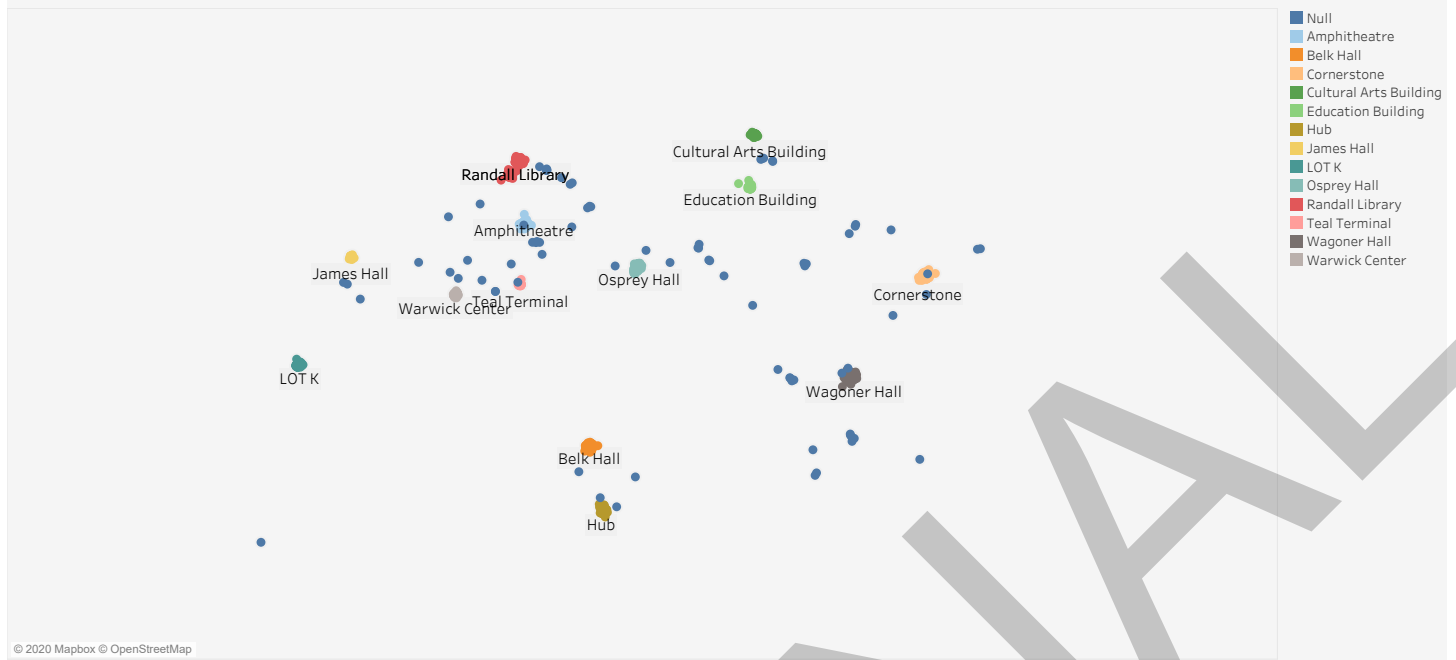 Null
Amphitheatre
Belk Hall
Cornerstone
Cultural Arts Building
Education Building
Hub
James Hall
LOT K
Osprey Hall
Randall Library
Teal Terminal
Wagoner Hall
Warwick Center
Cultural Arts Building
Randall Library
Education Building
Amphitheatre
James Hall
Osprey Hall
Cornerstone
Teal Terminal
Warwick Center
LOT K
Wagoner Hall
Belk Hall
Hub
© 2020 Mapbox © OpenStreetMap